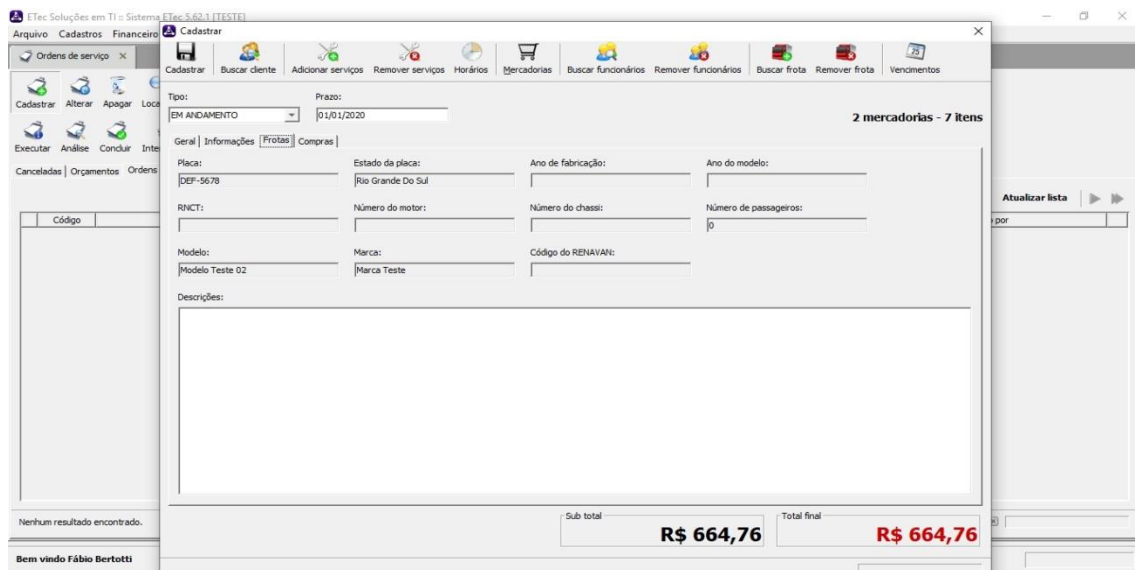 ETec Soluções em TI :: Sistema ETec 5.62.1 [TESTE]
Arquivo Cadastros Financeiro
Ordens de serviço
Cadastrar Alterar Apagar Loca
Executar Análise Concluir Inte
Canceladas Orçamentos Ordens
Código
Nenhum resultado encontrado.
Bem vindo Fábio Bertotti
Cadastrar
Cadastrar Buscar cliente Adicionar serviços Remover serviços Horários Mercadorias Buscar funcionários Remover funcionários Buscar frota Remover frota Vencimentos
Tipo: Prazo:
EM ANDAMENTO 01/01/2020
2 mercadorias - 7 itens
Geral Informações Frotas Compras
Placa: Estado da placa: Ano de fabricação: Ano do modelo:
DEF-5678 Rio Grande Do Sul
RNCT: Número do motor: Número do chassi: Número de passageiros:
0
Modelo: Marca: Código do RENAVAN:
Modelo Teste 02 Marca Teste
Descrições:
Sub total Total final
R$ 664,76 R$ 664,76
Atualizar lista
por